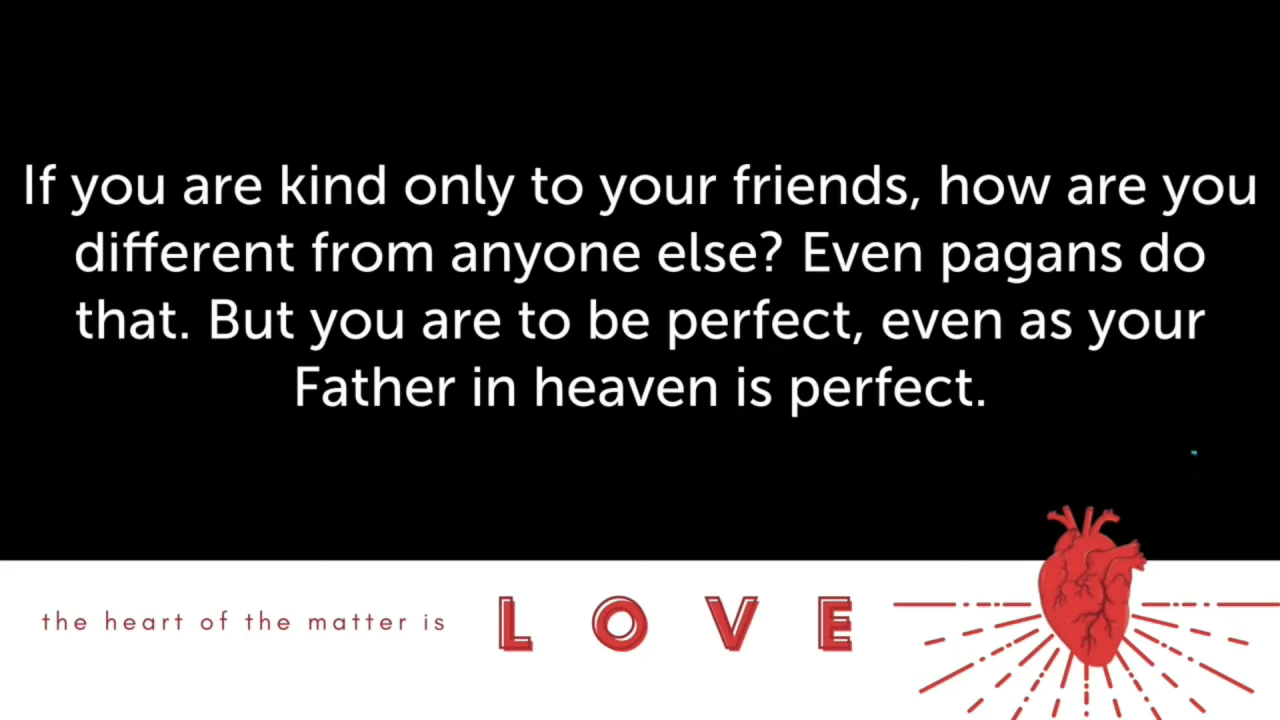 If you are kind only to your friends, how are you
different from anyone else? Even pagans do
that. But you are to be perfect, even as your
Father in heaven is perfect.
the heart of the matter is LOVE